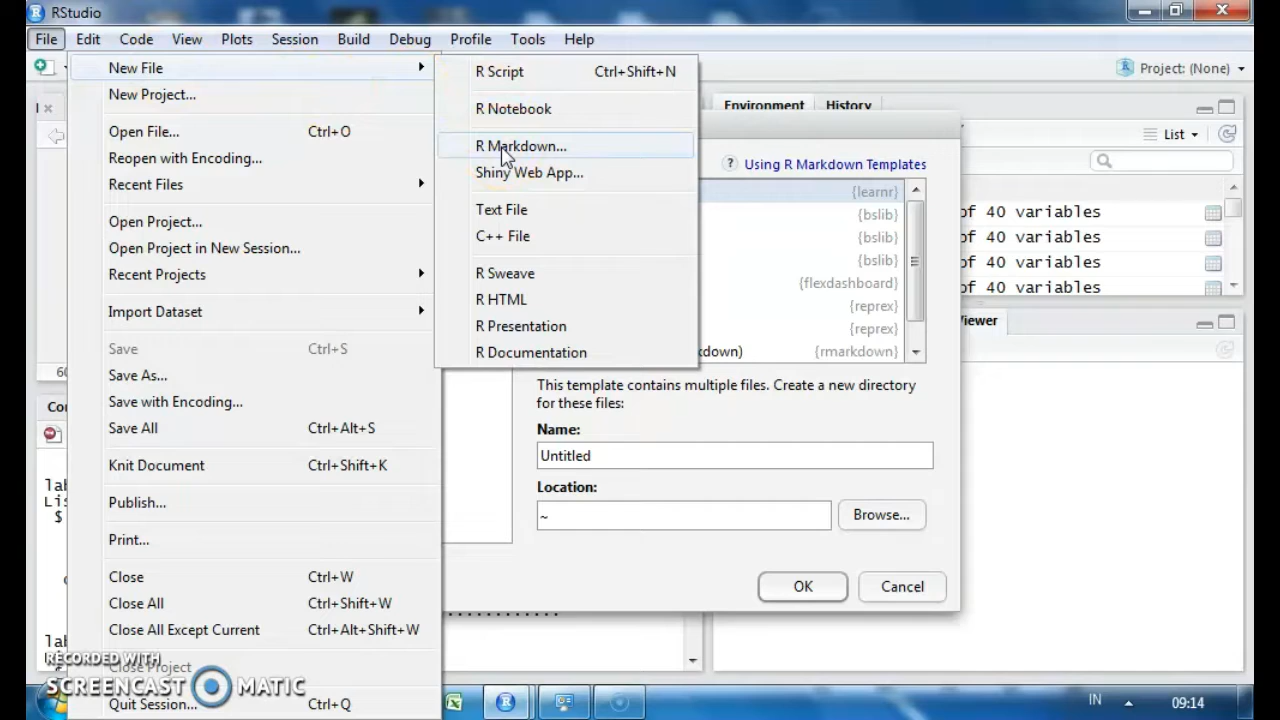 RStudio
File Edit Code View Plots Session Build Debug Profile Tools Help
New File
New Project...
Open File... Ctrl+O
Reopen with Encoding...
Recent Files
Open Project...
Open Project in New Session...
Recent Projects
Import Dataset
Save Ctrl+S
Save As...
Save with Encoding...
Save All Ctrl+Alt+S
Knit Document Ctrl+Shift+K
Publish...
Print...
Close Ctrl+W
Close All Ctrl+Shift+W
Close All Except Current Ctrl+Alt+Shift+W
Close Project
Quit Session... Ctrl+Q
R Script Ctrl+Shift+N
R Notebook
R Markdown...
Shiny Web App...
Text File
C++ File
R Sweave
R HTML
R Presentation
R Documentation
Project: (None)
Environment History
List
of 40 variables
of 40 variables
of 40 variables
of 40 variables
Viewer
? Using R Markdown Templates
{learnr}
{bslib}
{bslib}
{bslib}
{flexdashboard}
{reprex}
{reprex}
kdown) {rmarkdown}
This template contains multiple files. Create a new directory
for these files:
Name:
Untitled
Location:
~ Browse...
OK Cancel
60
Co
lab
Lis
$
lab
RECORDED WITH
SCREENCAST MATIC
IN 09:14